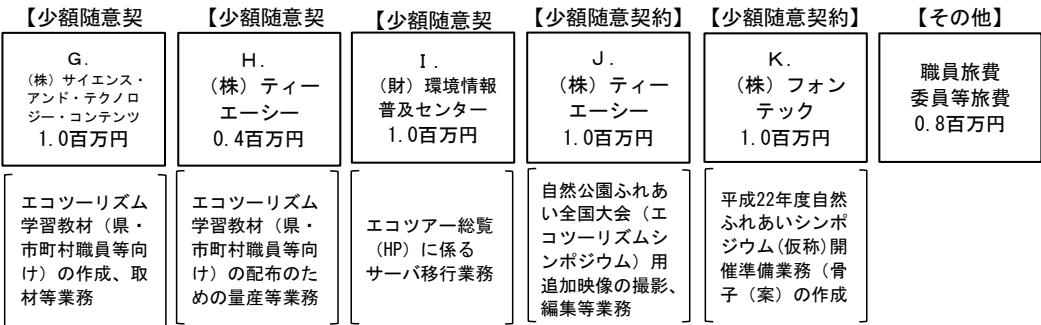 【少額随意契
【少額随意契
【少額随意契
【少額随意契約】
【少額随意契約】
【その他】
G.
（株）サイエンス・
アンド・テクノロ
ジー・コンテンツ
1.0百万円
H.
（株）ティー
エーシー
0.4百万円
I.
（財）環境情報
普及センター
1.0百万円
J.
（株）ティー
エーシー
1.0百万円
K.
（株）フォン
テック
1.0百万円
職員旅費
委員等旅費
0.8百万円
エコツーリズム
学習教材（県・
市町村職員等向
け）の作成、取
材等業務
エコツーリズム
学習教材（県・
市町村職員等向
け）の配布のた
めの量産等業務
エコツアー総覧
（HP）に係る
サーバ移行業務
自然公園ふれあ
い全国大会（エ
コツーリズムシ
ンポジウム）用
追加映像の撮影、
編集等業務
平成22年度自然
ふれあいシンポ
ジウム(仮称)開
催準備業務（骨
子（案）の作成